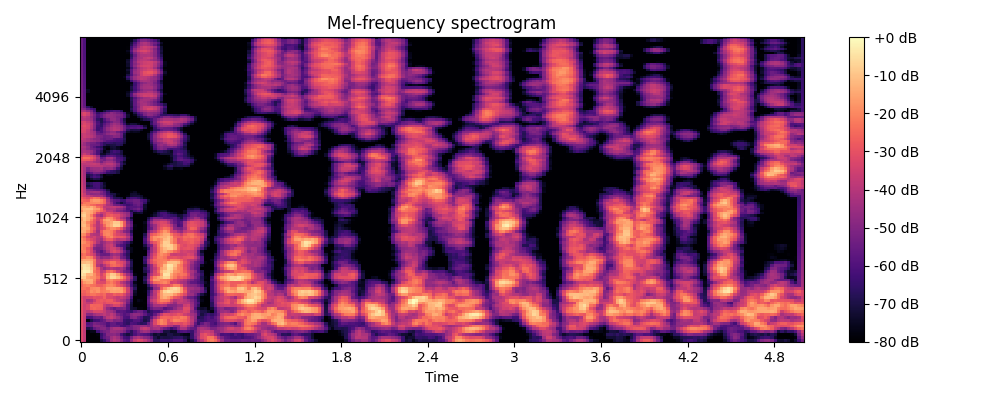 Mel-frequency spectrogram
+0 dB
4096
-10 dB
-20 dB
2048
-30 dB
Hz
-40 dB
1024
-50 dB
512
-60 dB
-70 dB
0
-80 dB
0 0.6 1.2 1.8 2.4 3 3.6 4.2 4.8
Time